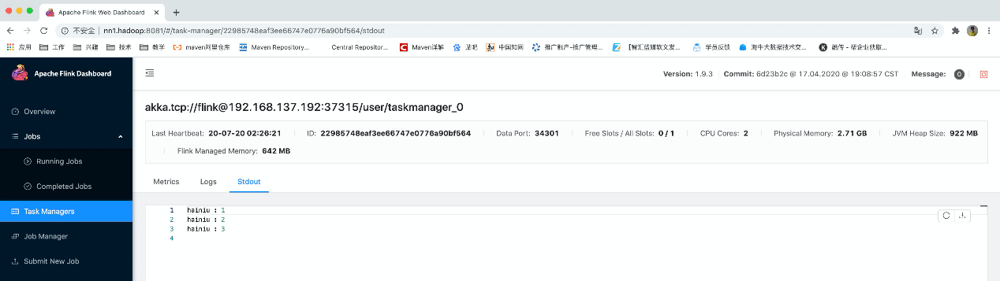 Apache Flink Web Dashboard
不安全 | nn1.hadoop:8081/#/task-manager/22985748eaf3ee66747e0776a90bf564/stdout
应用 工作 兴趣 技术 教学 maven阿里仓库 Maven Repository... Central Repositor... Maven详解 贴吧 中国知网 推广账户-推广管理... 【智汇蓝媒软文发... 学员反馈 海牛大数据技术交... 酷传 - 帮企业获取...
Apache Flink Dashboard
Version: 1.9.3 Commit: 6d23b2c @ 17.04.2020 @ 19:08:57 CST Message: 0
Overview
Jobs
Running Jobs
Completed Jobs
Task Managers
Job Manager
Submit New Job
akka.tcp://flink@192.168.137.192:37315/user/taskmanager_0
Last Heartbeat: 20-07-20 02:26:21 ID: 22985748eaf3ee66747e0776a90bf564 Data Port: 34301 Free Slots / All Slots: 0 / 1 CPU Cores: 2 Physical Memory: 2.71 GB JVM Heap Size: 922 MB
Flink Managed Memory: 642 MB
Metrics Logs Stdout
1 hainiu : 1
2 hainiu : 2
3 hainiu : 3
4